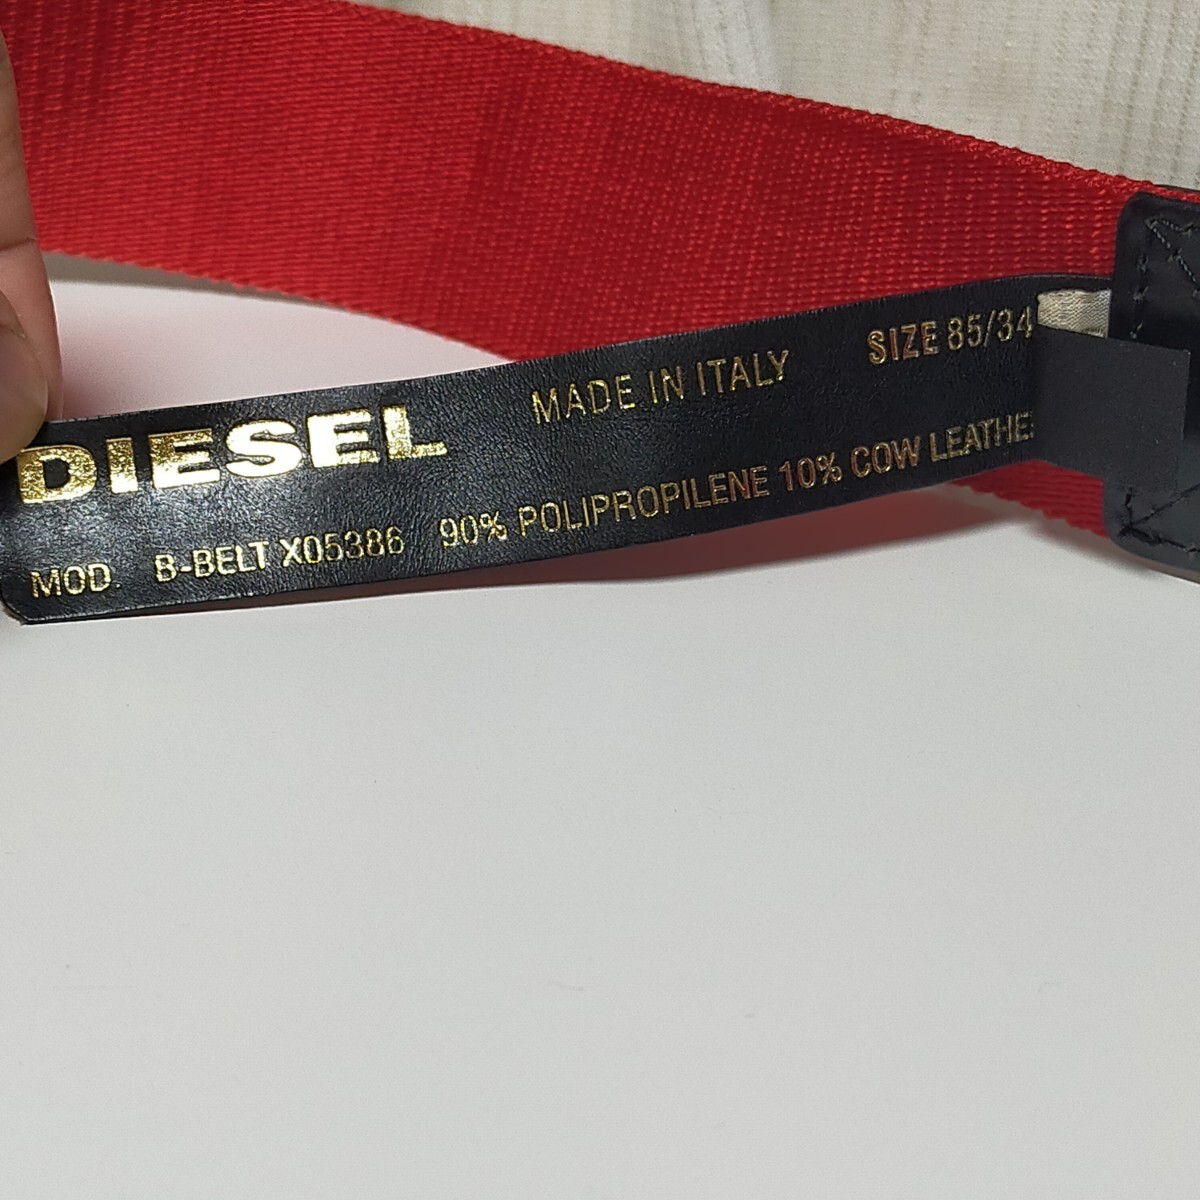 DIESEL MADE IN ITALY SIZE 85/34
MOD. B-BELT X05386 90% POLIPROPILENE 10% COW LEATHE